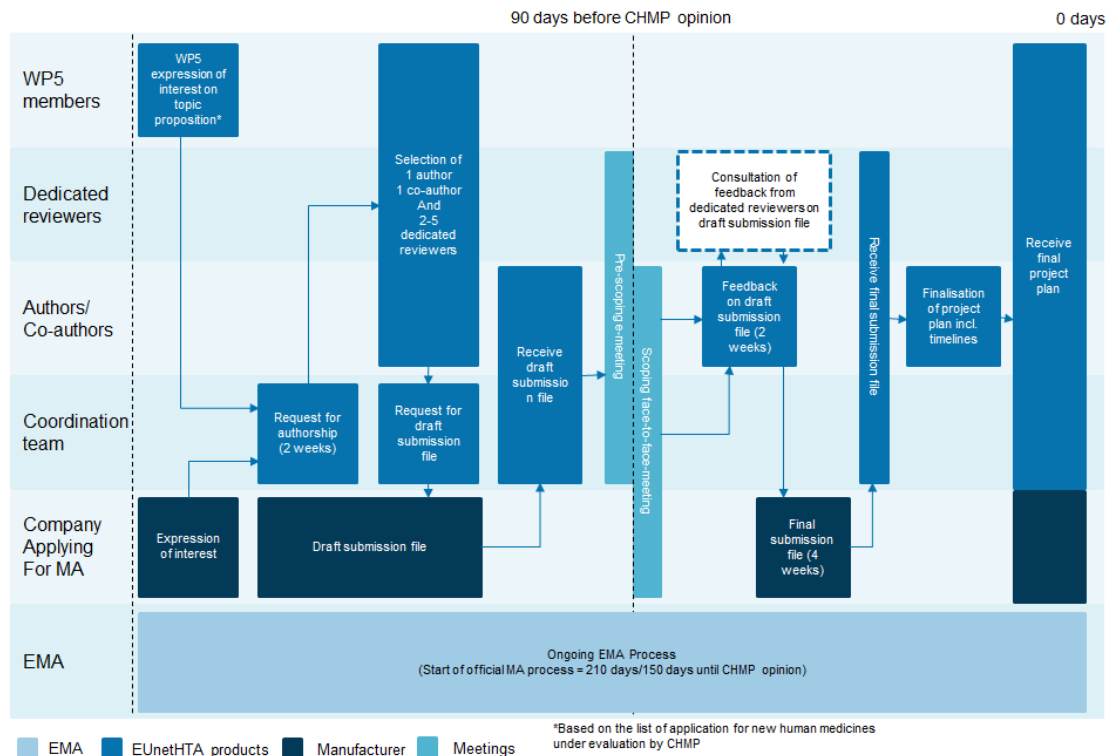 90 days before CHMP opinion
0 days
WP5
members
WP5
expression of
interest on
topic
proposition*
Selection of
1 author
1 co-author
And
2-5
dedicated
reviewers
Dedicated
reviewers
Consultation of
feedback from
dedicated reviewers on
draft submission file
Pre-scoping e-meeting
Receive final submission file
Receive
final
project
plan
Authors/
Co-authors
Receive
draft
submissio
n file
Scoping face-to-face-meeting
Feedback
on draft
submission
file (2
weeks)
Finalisation
of project
plan incl.
timelines
Coordination
team
Request for
authorship
(2 weeks)
Request for
draft
submission
file
Company
Applying
For MA
Expression
of interest
Draft submission file
Final
submission
file (4
weeks)
EMA
Ongoing EMA Process
(Start of official MA process = 210 days/150 days until CHMP opinion)
EMA
EUnetHTA products
Manufacturer
Meetings
*Based on the list of application for new human medicines
under evaluation by CHMP